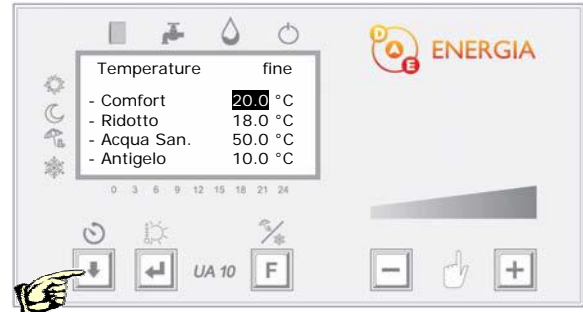 D A E ENERGIA
Temperature fine
- Comfort 20.0 °C
- Ridotto 18.0 °C
- Acqua San. 50.0 °C
- Antigelo 10.0 °C
0 3 6 9 12 15 18 21 24
UA 10 F